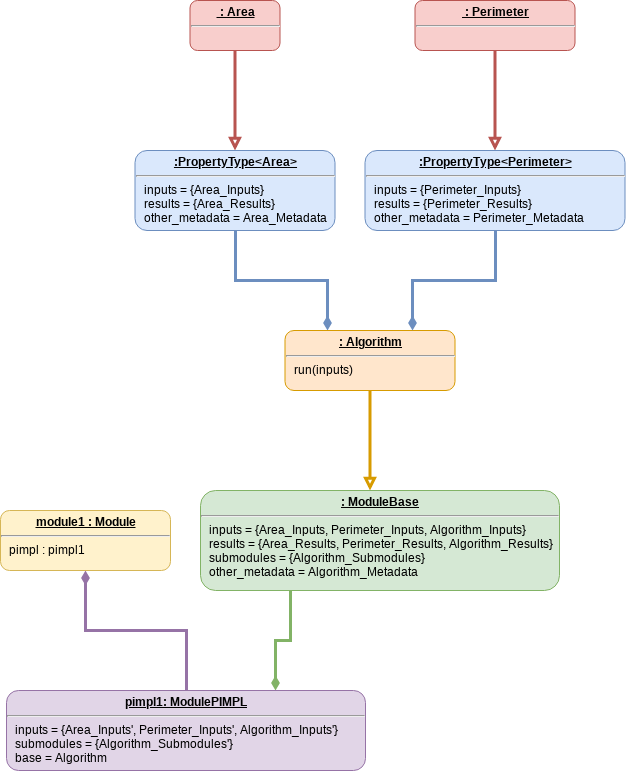 : Area
: Perimeter
:PropertyType<Area>
inputs = {Area_Inputs}
results = {Area_Results}
other_metadata = Area_Metadata
:PropertyType<Perimeter>
inputs = {Perimeter_Inputs}
results = {Perimeter_Results}
other_metadata = Perimeter_Metadata
: Algorithm
run(inputs)
: ModuleBase
inputs = {Area_Inputs, Perimeter_Inputs, Algorithm_Inputs}
results = {Area_Results, Perimeter_Results, Algorithm_Results}
submodules = {Algorithm_Submodules}
other_metadata = Algorithm_Metadata
module1 : Module
pimpl : pimpl1
pimpl1: ModulePIMPL
inputs = {Area_Inputs', Perimeter_Inputs', Algorithm_Inputs'}
submodules = {Algorithm_Submodules'}
base = Algorithm